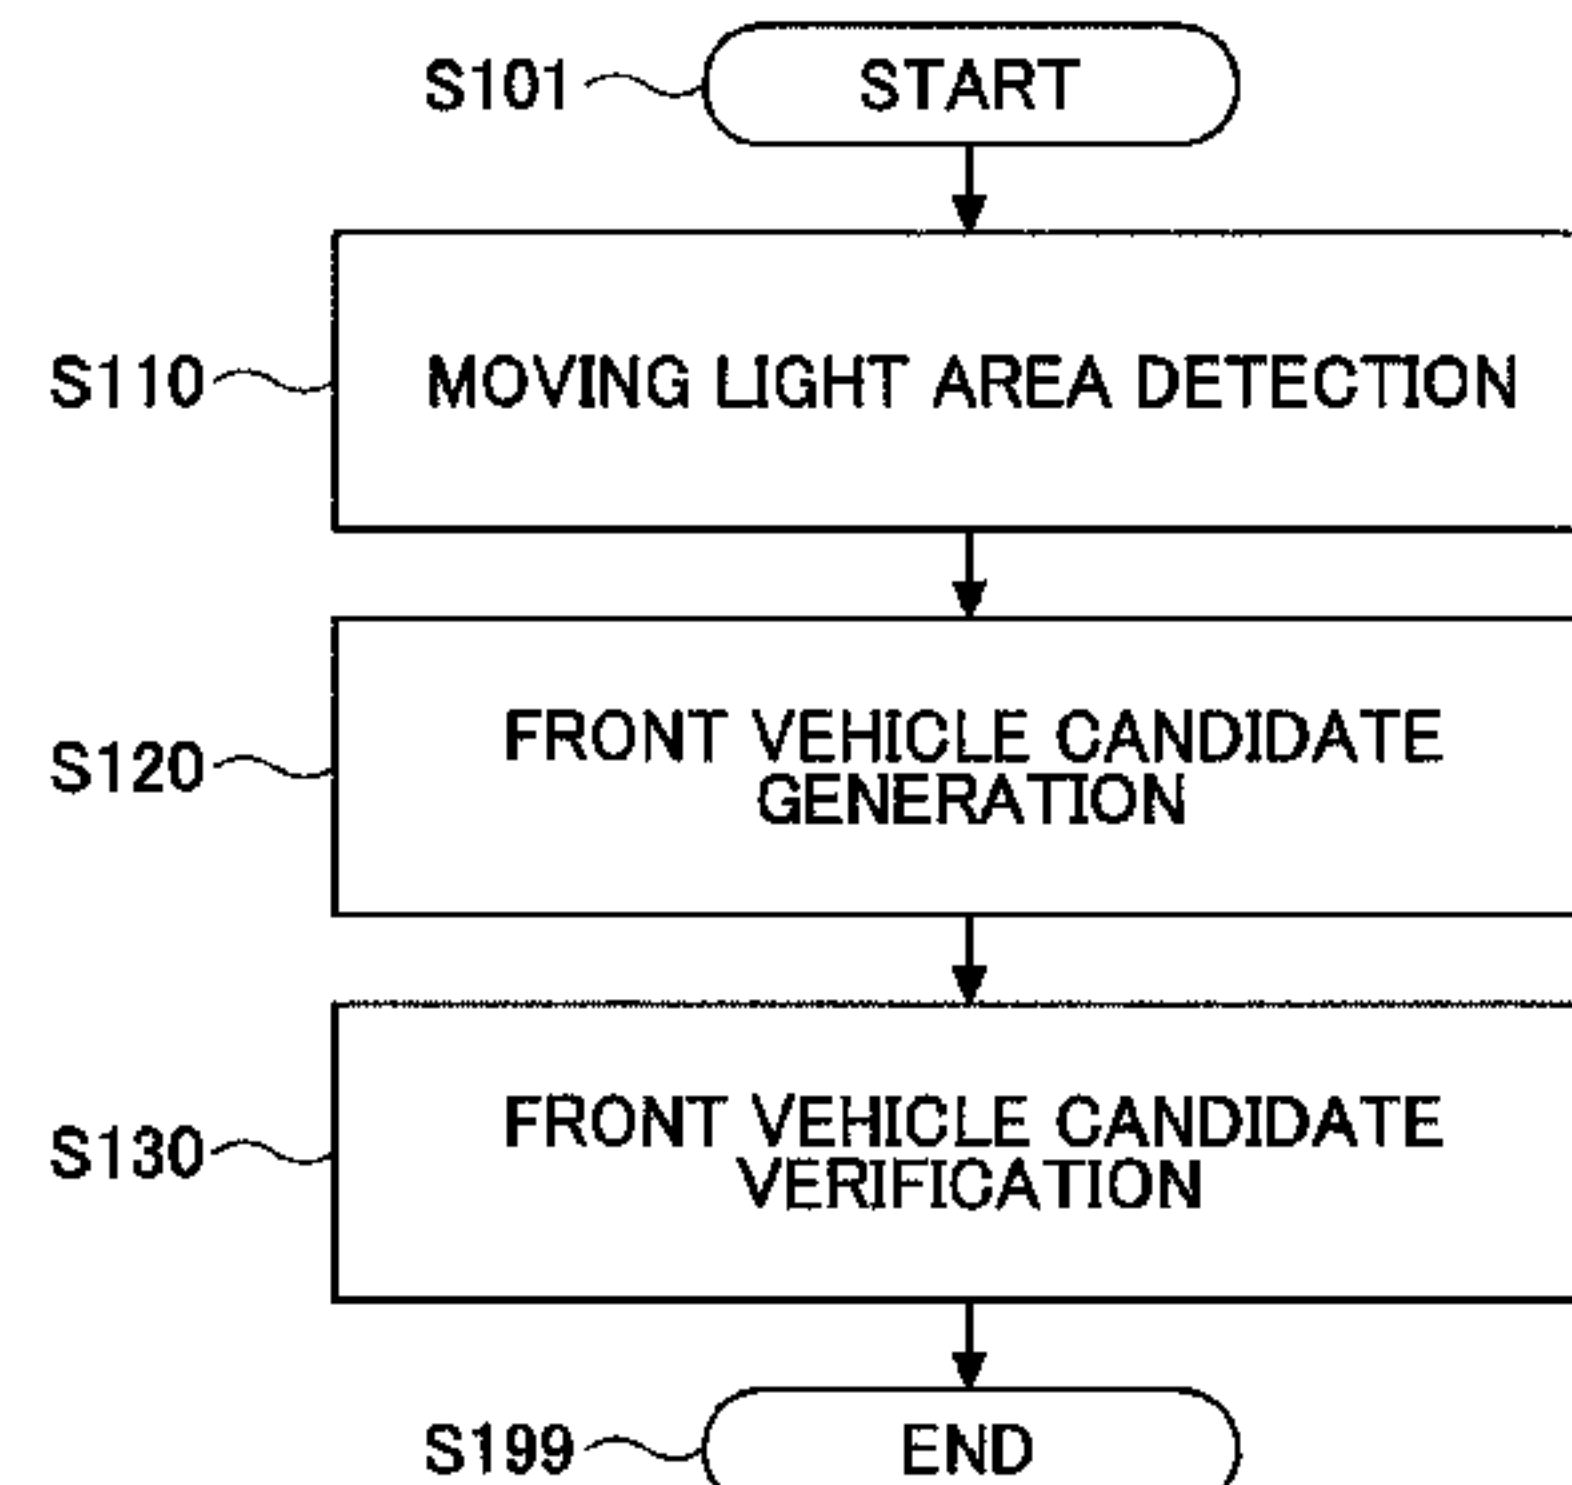 S101 START
S110 MOVING LIGHT AREA DETECTION
FRONT VEHICLE CANDIDATE
S120
GENERATION
FRONT VEHICLE CANDIDATE
S130
VERIFICATION
S199 END